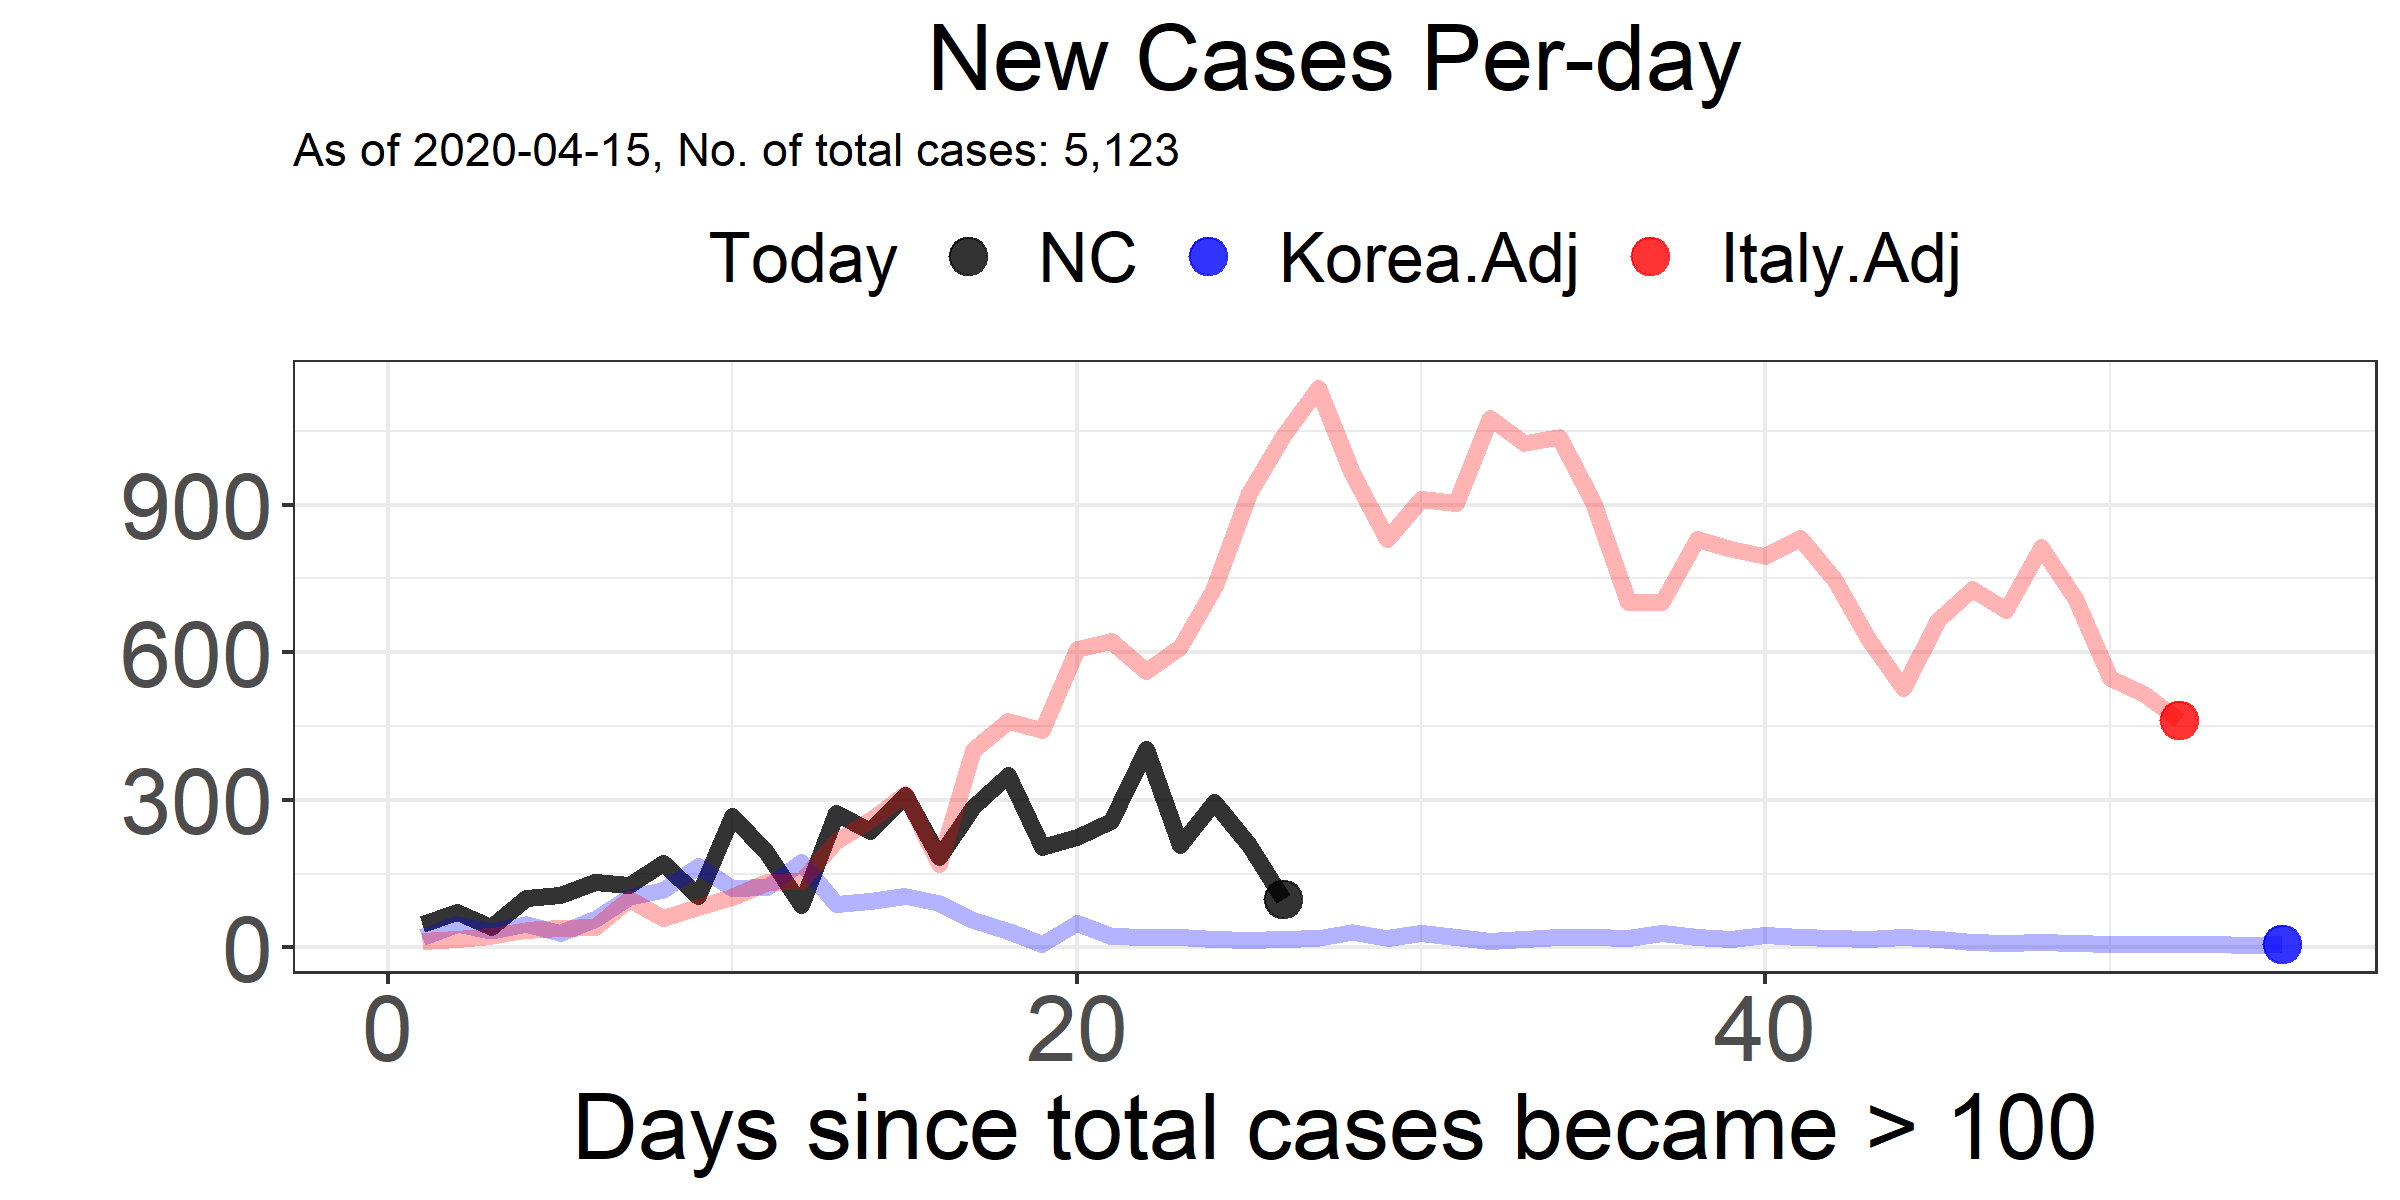 New Cases Per-day
As of 2020-04-15, No. of total cases: 5,123
Today NC Korea.Adj Italy.Adj
900
600
300
0
0 20 40
Days since total cases became > 100